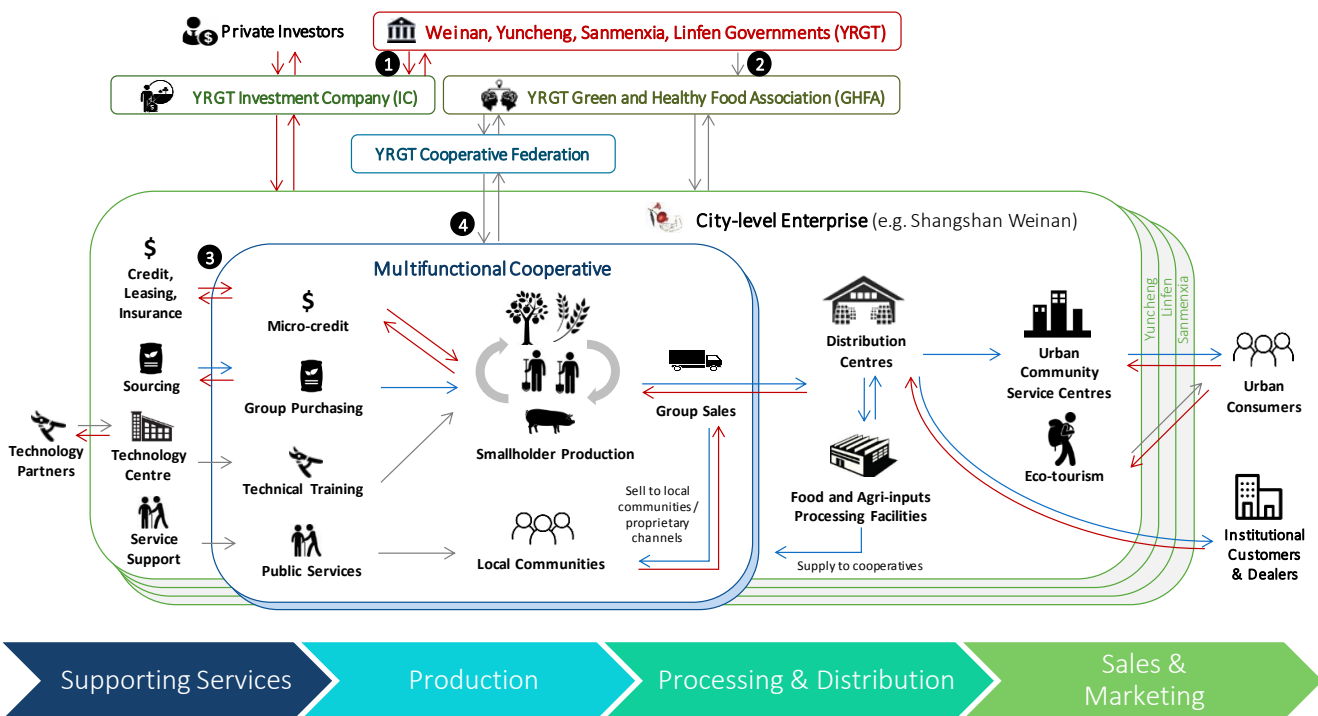 Private Investors
Weinan, Yuncheng, Sanmenxia, Linfen Governments (YRGT)
1
2
YRGT Investment Company (IC)
YRGT Green and Healthy Food Association (GHFA)
YRGT Cooperative Federation
4
City-level Enterprise (e.g. Shangshan Weinan)
3
Multifunctional Cooperative
$
Credit,
Leasing,
Insurance
$
Micro-credit
Sourcing
Group Purchasing
Technology
Partners
Technology
Centre
Technical Training
Service
Support
Public Services
Smallholder Production
Local Communities
Group Sales
Sell to local
communities/
proprietary
channels
Distribution
Centres
Food and Agri-inputs
Processing Facilities
Supply to cooperatives
Urban
Community
Service Centres
Eco-tourism
Yuncheng
Linfen
Sanmenxia
Urban
Consumers
Institutional
Customers
& Dealers
Supporting Services
Production
Processing & Distribution
Sales &
Marketing